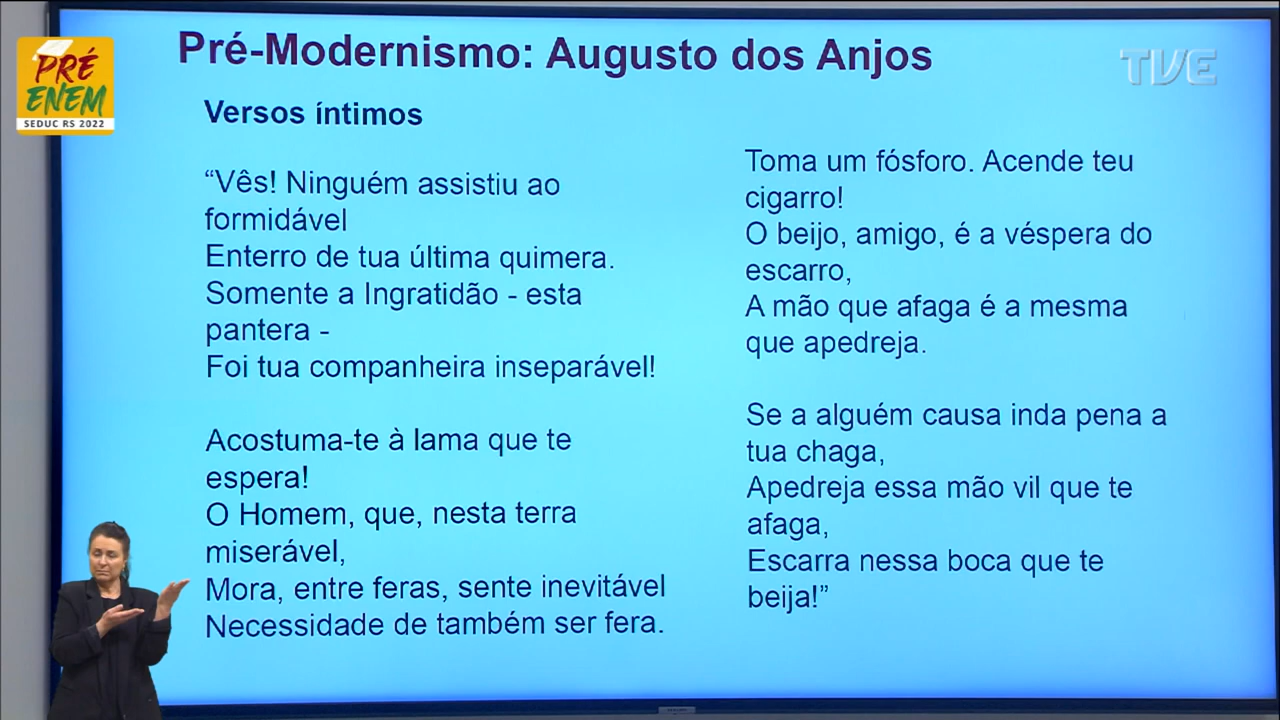 PRÉ
ENEM
SEDUC RS 2022
TVE
Pré-Modernismo: Augusto dos Anjos
Versos íntimos
“Vês! Ninguém assistiu ao
formidável
Enterro de tua última quimera.
Somente a Ingratidão - esta
pantera -
Foi tua companheira inseparável!
Acostuma-te à lama que te
espera!
O Homem, que, nesta terra
miserável,
Mora, entre feras, sente inevitável
Necessidade de também ser fera.
Toma um fósforo. Acende teu
cigarro!
O beijo, amigo, é a véspera do
escarro,
A mão que afaga é a mesma
que apedreja.
Se a alguém causa inda pena a
tua chaga,
Apedreja essa mão vil que te
afaga,
Escarra nessa boca que te
beija!”